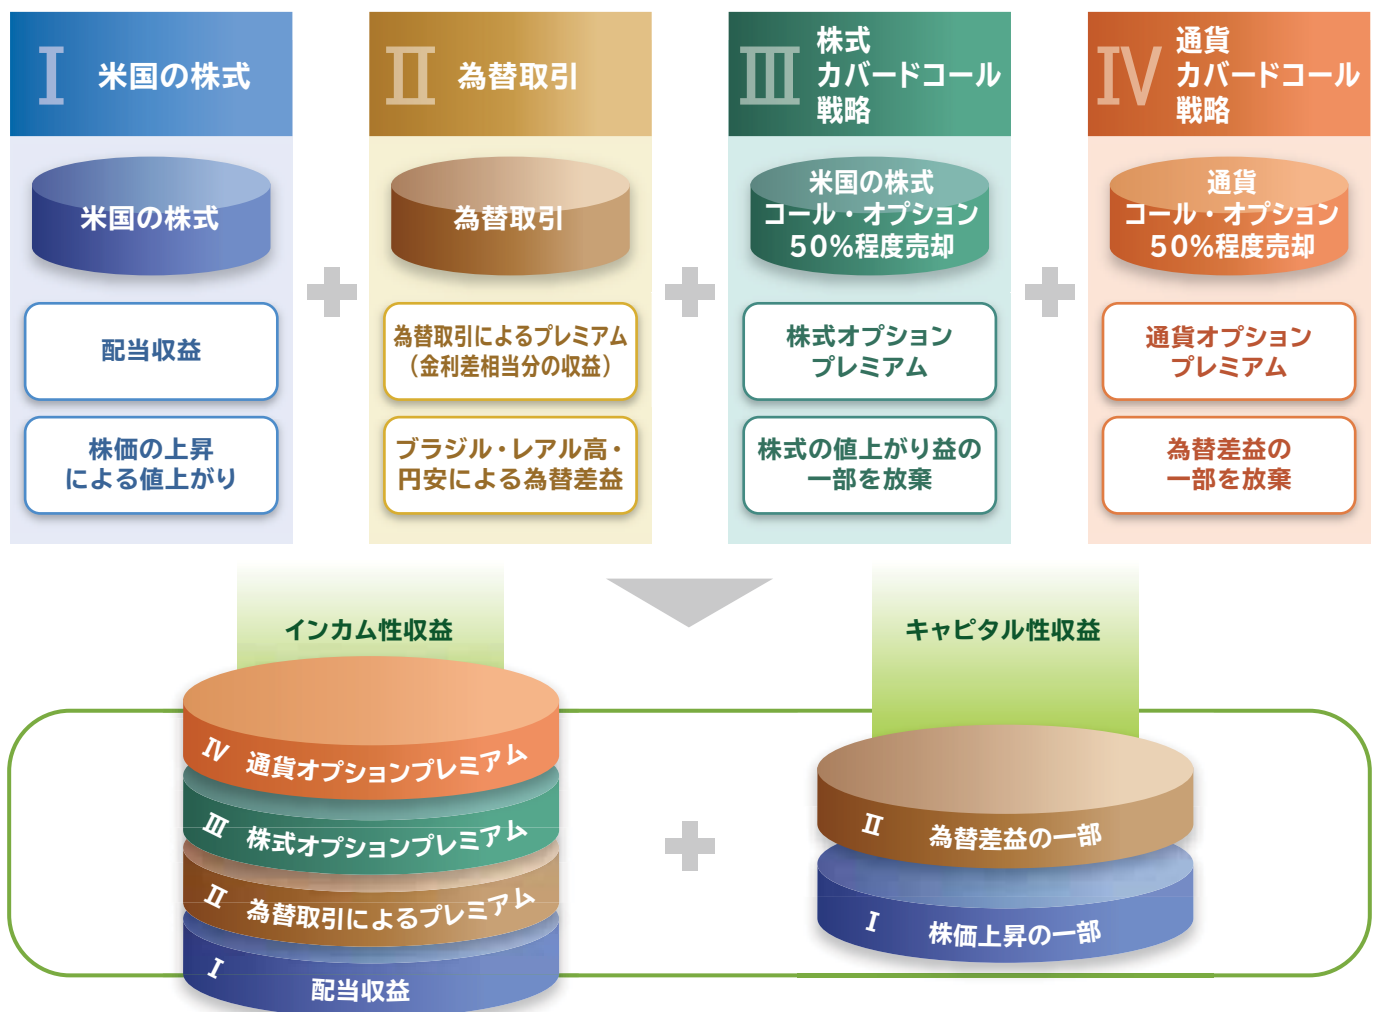 I
米国の株式
II
為替取引
III
株式
カバードコール
戦略
IV
通貨
カバードコール
戦略
米国の株式
為替取引
米国の株式
コール・オプション
50%程度売却
通貨
コール・オプション
50%程度売却
配当収益
為替取引によるプレミアム
(金利差相当分の収益)
株式オプション
プレミアム
通貨オプション
プレミアム
株価の上昇
による値上がり
ブラジル・レアル高・
円安による為替差益
株式の値上がり益の
一部を放棄
為替差益の
一部を放棄
インカム性収益
IV 通貨オプションプレミアム
III 株式オプションプレミアム
II 為替取引によるプレミアム
I 配当収益
キャピタル性収益
II 為替差益の一部
I 株価上昇の一部